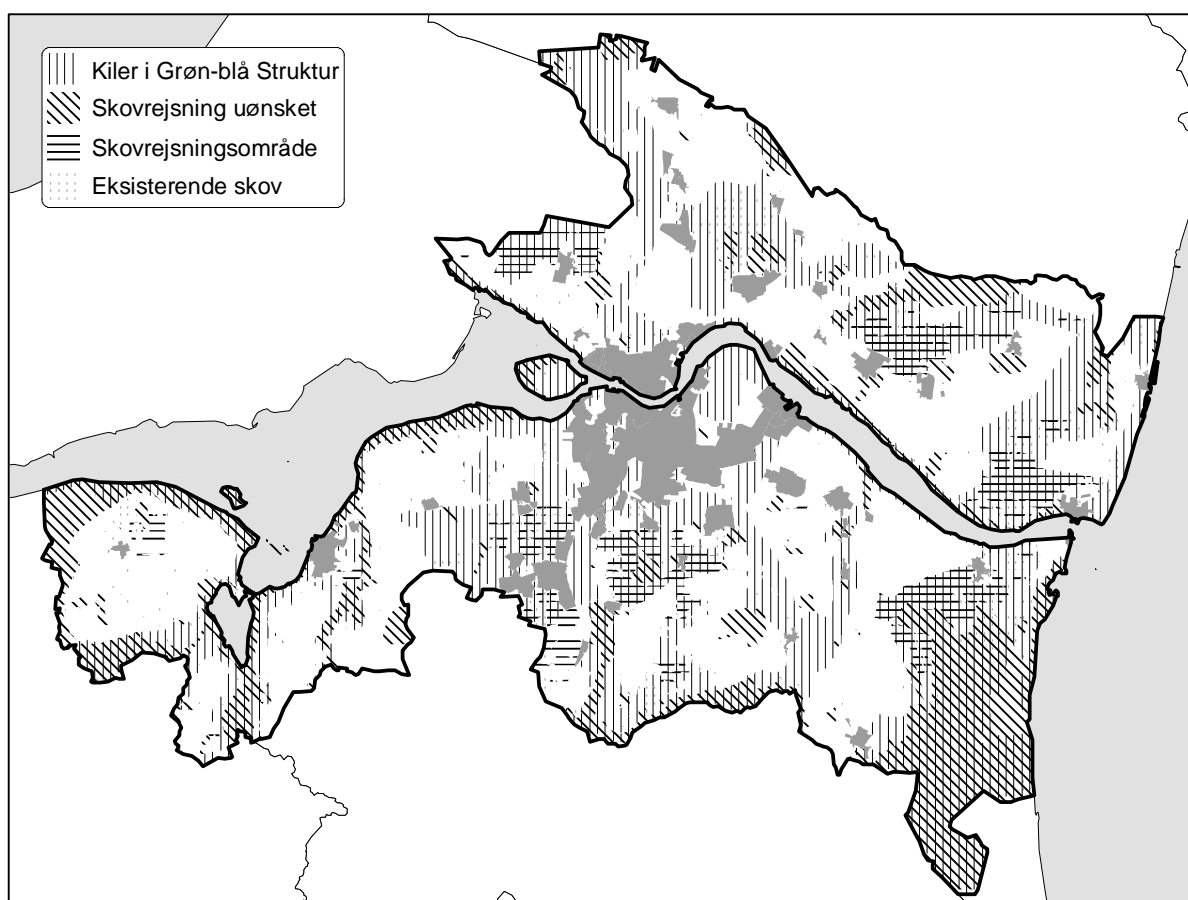 Kiler i Grøn-blå Struktur
Skovrejsning uønsket
Skovrejsningsområde
Eksisterende skov